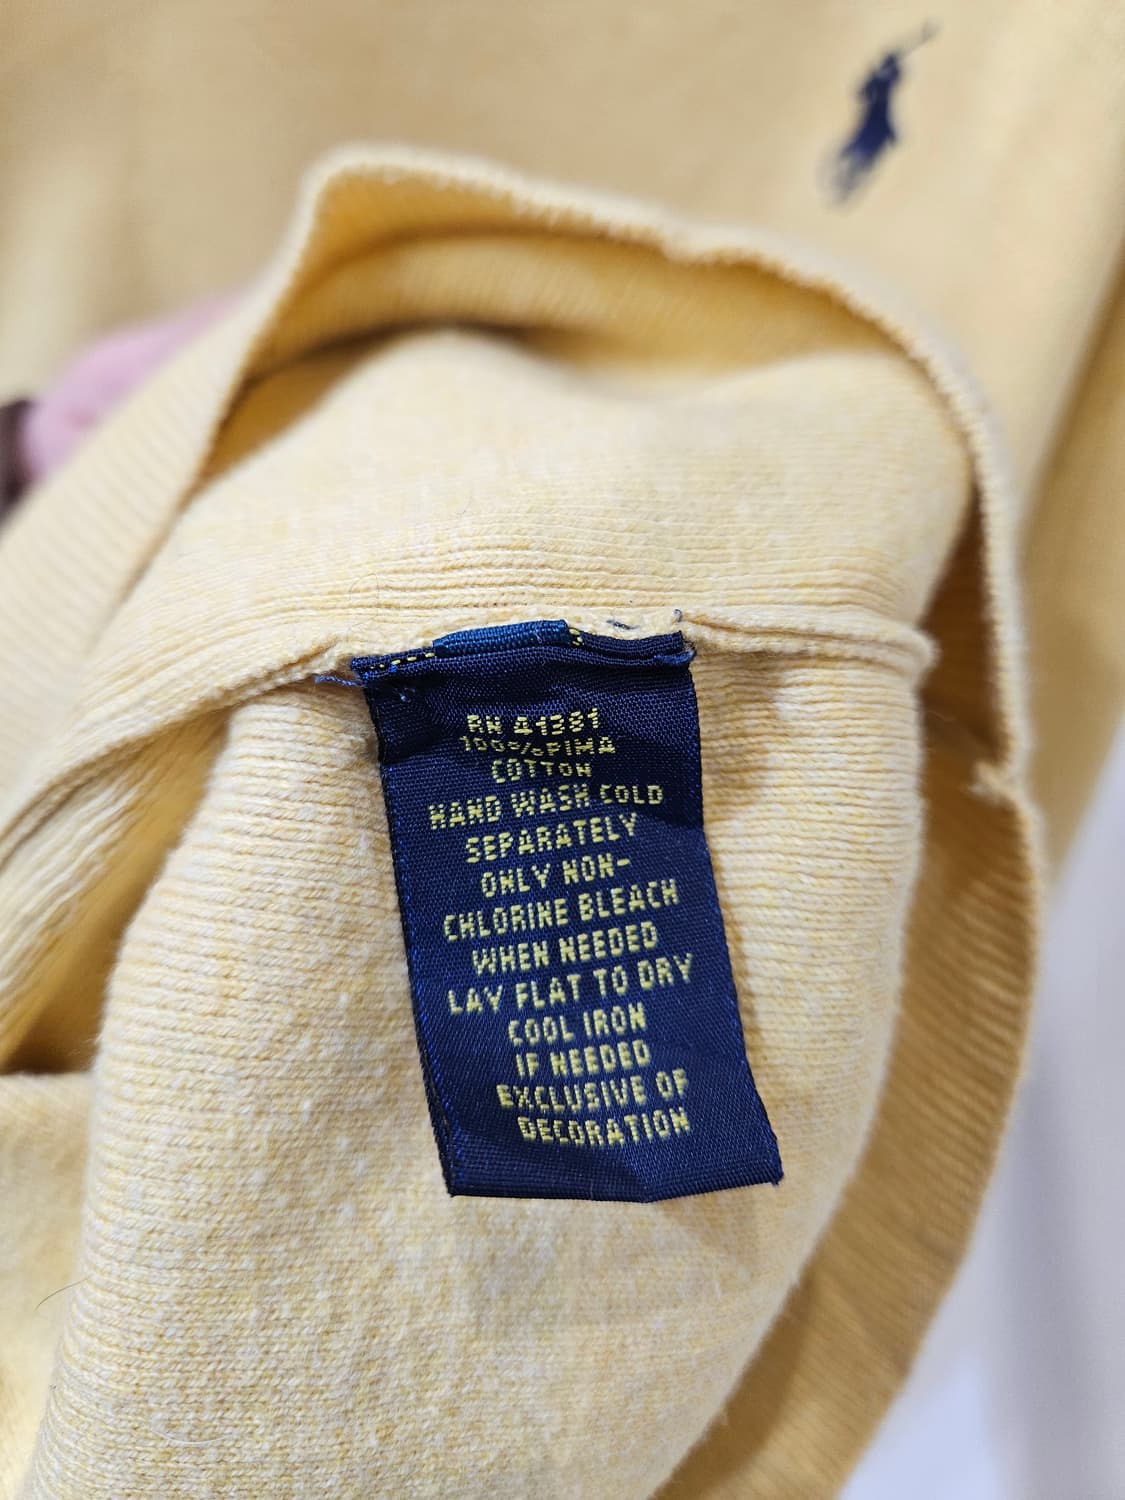 RN 41381
100% PIMA
COTTON
HAND WASH COLD
SEPARATELY
ONLY NON-
CHLORINE BLEACH
WHEN NEEDED
LAY FLAT TO DRY
COOL IRON
IF NEEDED
EXCLUSIVE OF
DECORATION